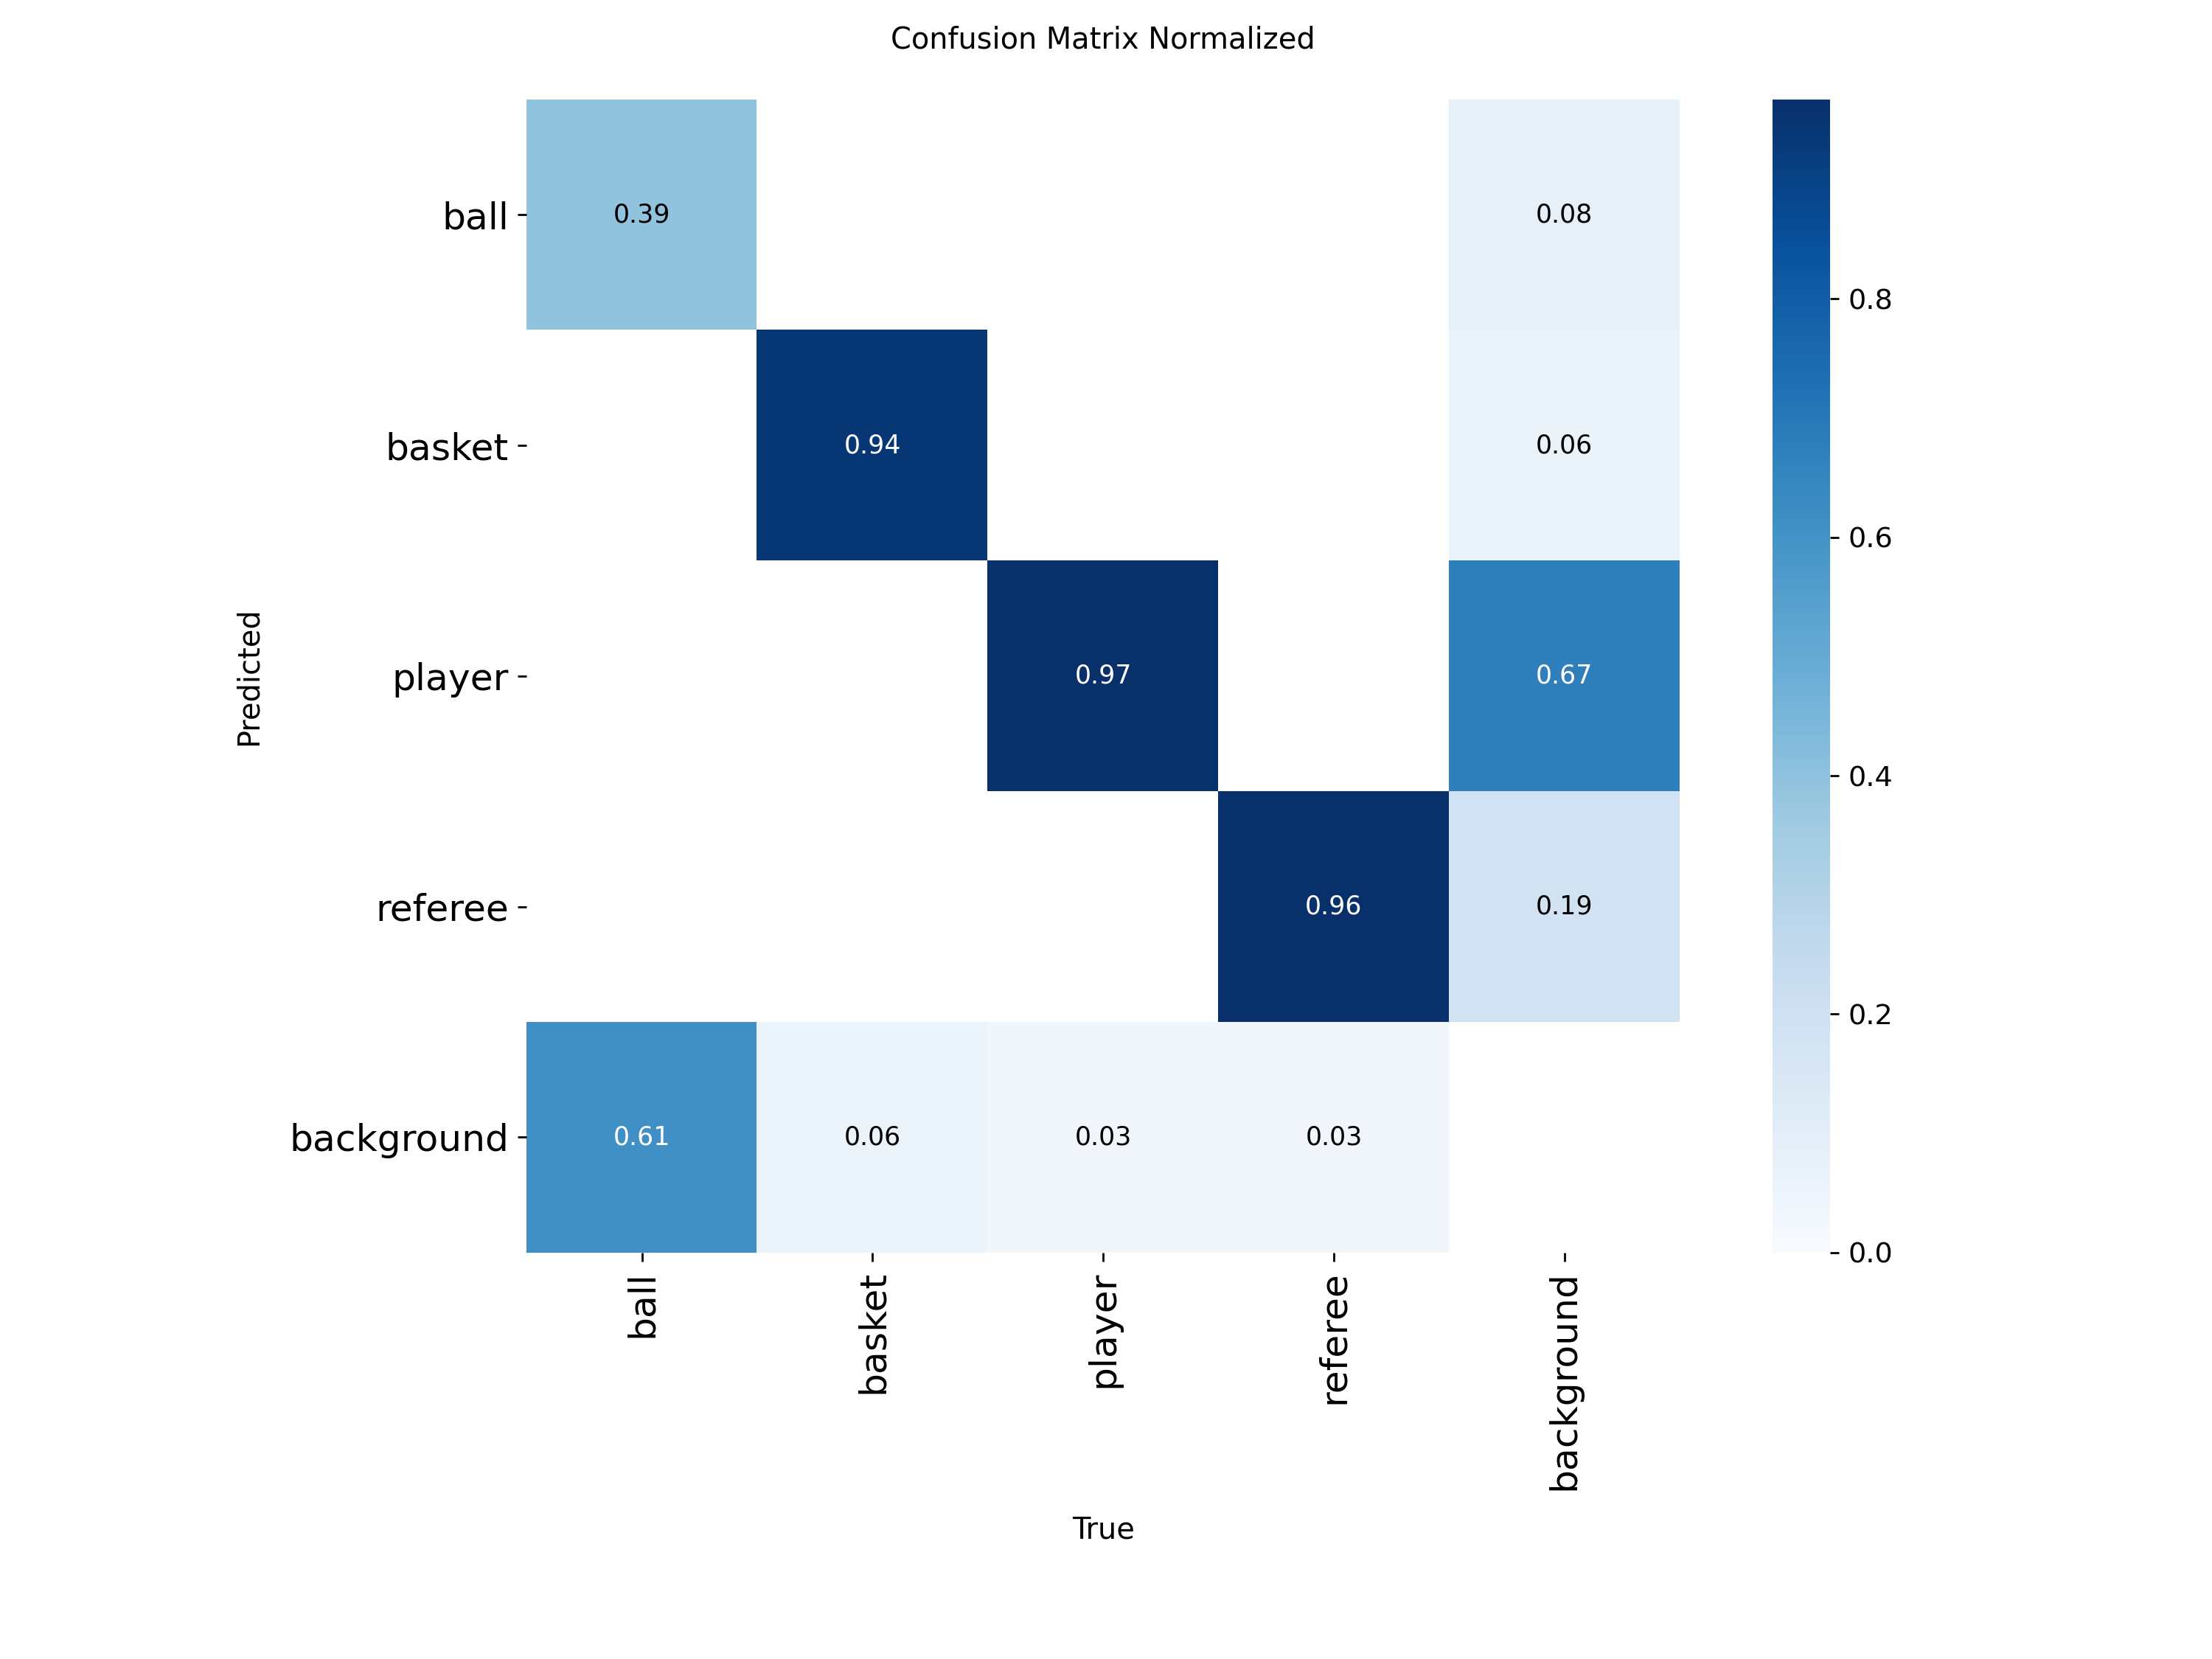 Confusion Matrix Normalized
ball
0.39
0.08
0.8
basket
0.94
0.06
0.6
Predicted
player
0.97
0.67
0.4
referee
0.96
0.19
0.2
background
0.61
0.06
0.03
0.03
0.0
ball
basket
player
referee
background
True